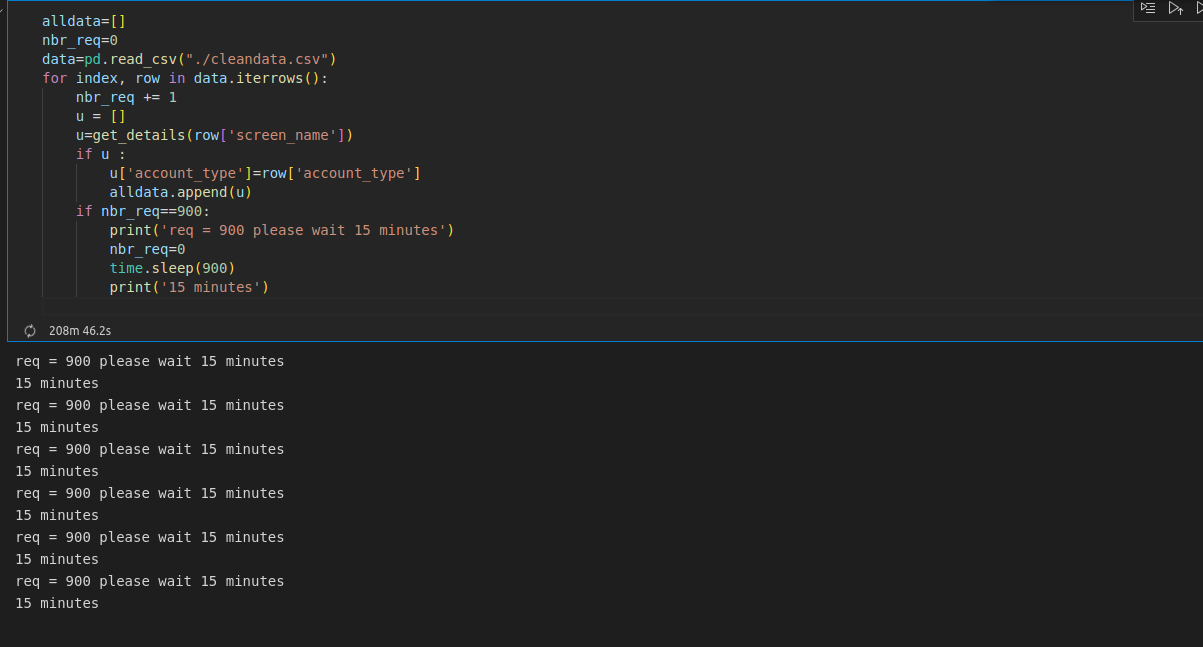 alldata=[]
nbr_req=0
data=pd.read_csv("./cleandata.csv")
for index, row in data.iterrows():
    nbr_req += 1
    u = []
    u=get_details(row['screen_name'])
    if u :
        u['account_type']=row['account_type']
        alldata.append(u)
    if nbr_req==900:
        print('req = 900 please wait 15 minutes')
        nbr_req=0
        time.sleep(900)
        print('15 minutes')
208m 46.2s
req = 900 please wait 15 minutes
15 minutes
req = 900 please wait 15 minutes
15 minutes
req = 900 please wait 15 minutes
15 minutes
req = 900 please wait 15 minutes
15 minutes
req = 900 please wait 15 minutes
15 minutes
req = 900 please wait 15 minutes
15 minutes